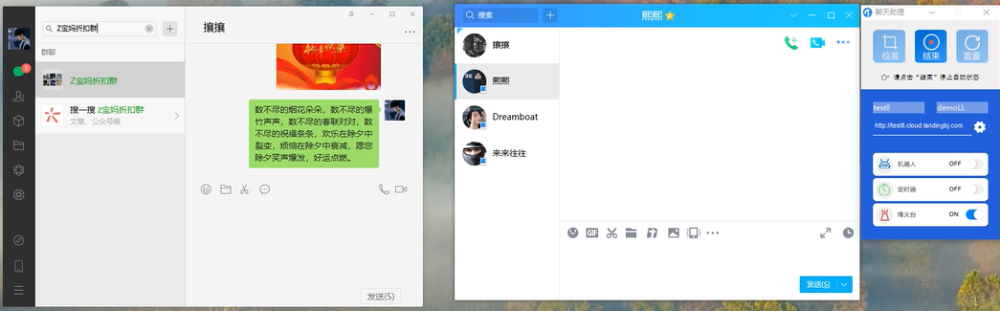 Z宝妈折扣群
群聊
Z宝妈折扣群
搜一搜 z宝妈折扣群
文章、公众号等
攘攘
数不尽的烟花朵朵，数不尽的爆
竹声声，数不尽的春联对对，数
不尽的祝福条条，欢乐在除夕中
裂变，烦恼在除夕中衰减，愿您
除夕笑声爆发，好运点燃。
发送(S)
搜索
熙熙
攘攘
熙熙
Dreamboat
来来往往
GIF
发送(S)
聊天助理
校准
结束
重置
请点击“结束”停止自动状态
testll
demoLL
http://testll.cloud.landingbj.com
机器人 OFF
定时器 OFF
烽火台 ON